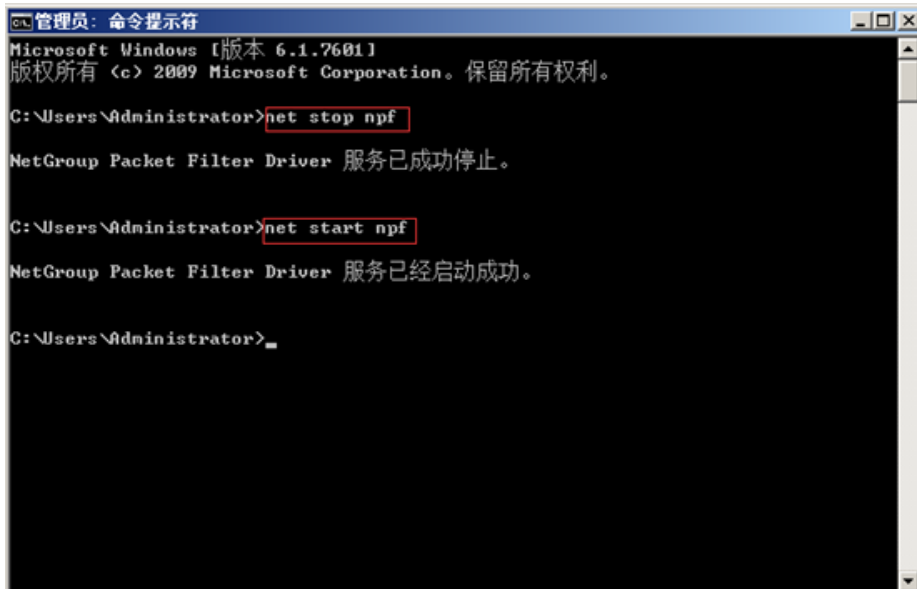 管理员: 命令提示符
Microsoft Windows [版本 6.1.7601]
版权所有 (c) 2009 Microsoft Corporation。保留所有权利。
C:\Users\Administrator>net stop npf
NetGroup Packet Filter Driver 服务已成功停止。
C:\Users\Administrator>net start npf
NetGroup Packet Filter Driver 服务已经启动成功。
C:\Users\Administrator>_